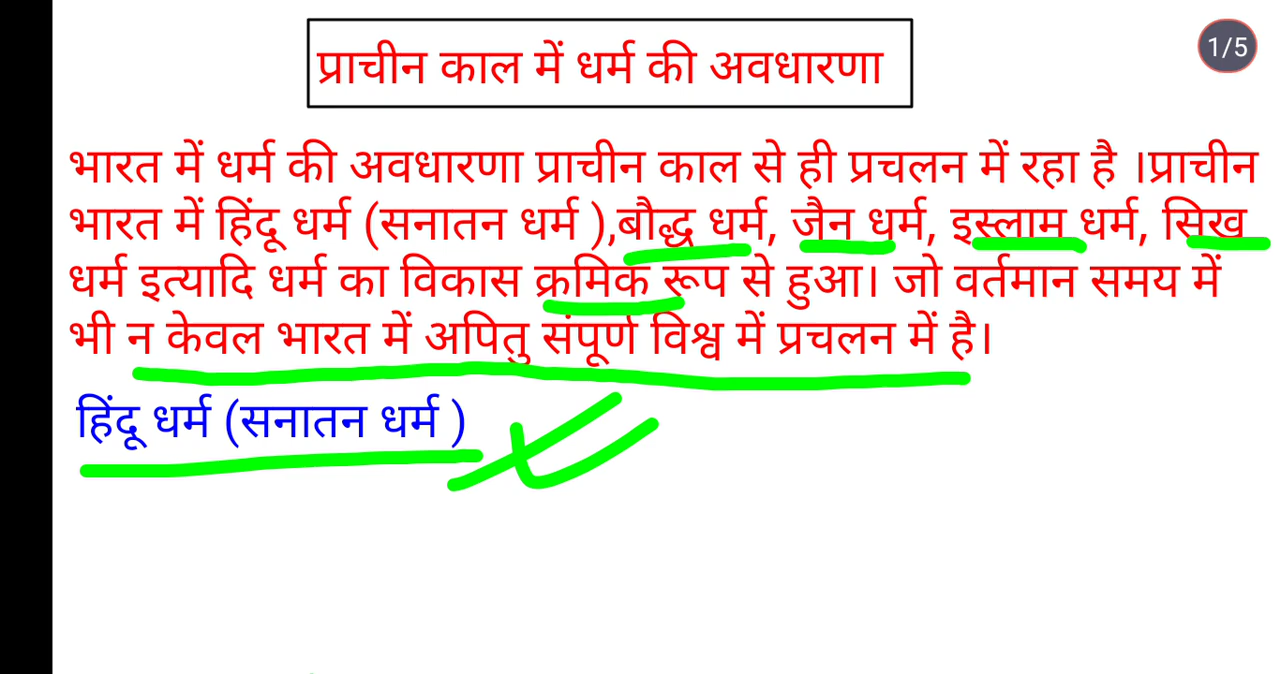 प्राचीन काल में धर्म की अवधारणा
1/5
भारत में धर्म की अवधारणा प्राचीन काल से ही प्रचलन में रहा है ।प्राचीन
भारत में हिंदू धर्म (सनातन धर्म ),बौद्ध धर्म, जैन धर्म, इस्लाम धर्म, सिख
धर्म इत्यादि धर्म का विकास क्रमिक रूप से हुआ। जो वर्तमान समय में
भी न केवल भारत में अपितु संपूर्ण विश्व में प्रचलन में है।
हिंदू धर्म (सनातन धर्म )